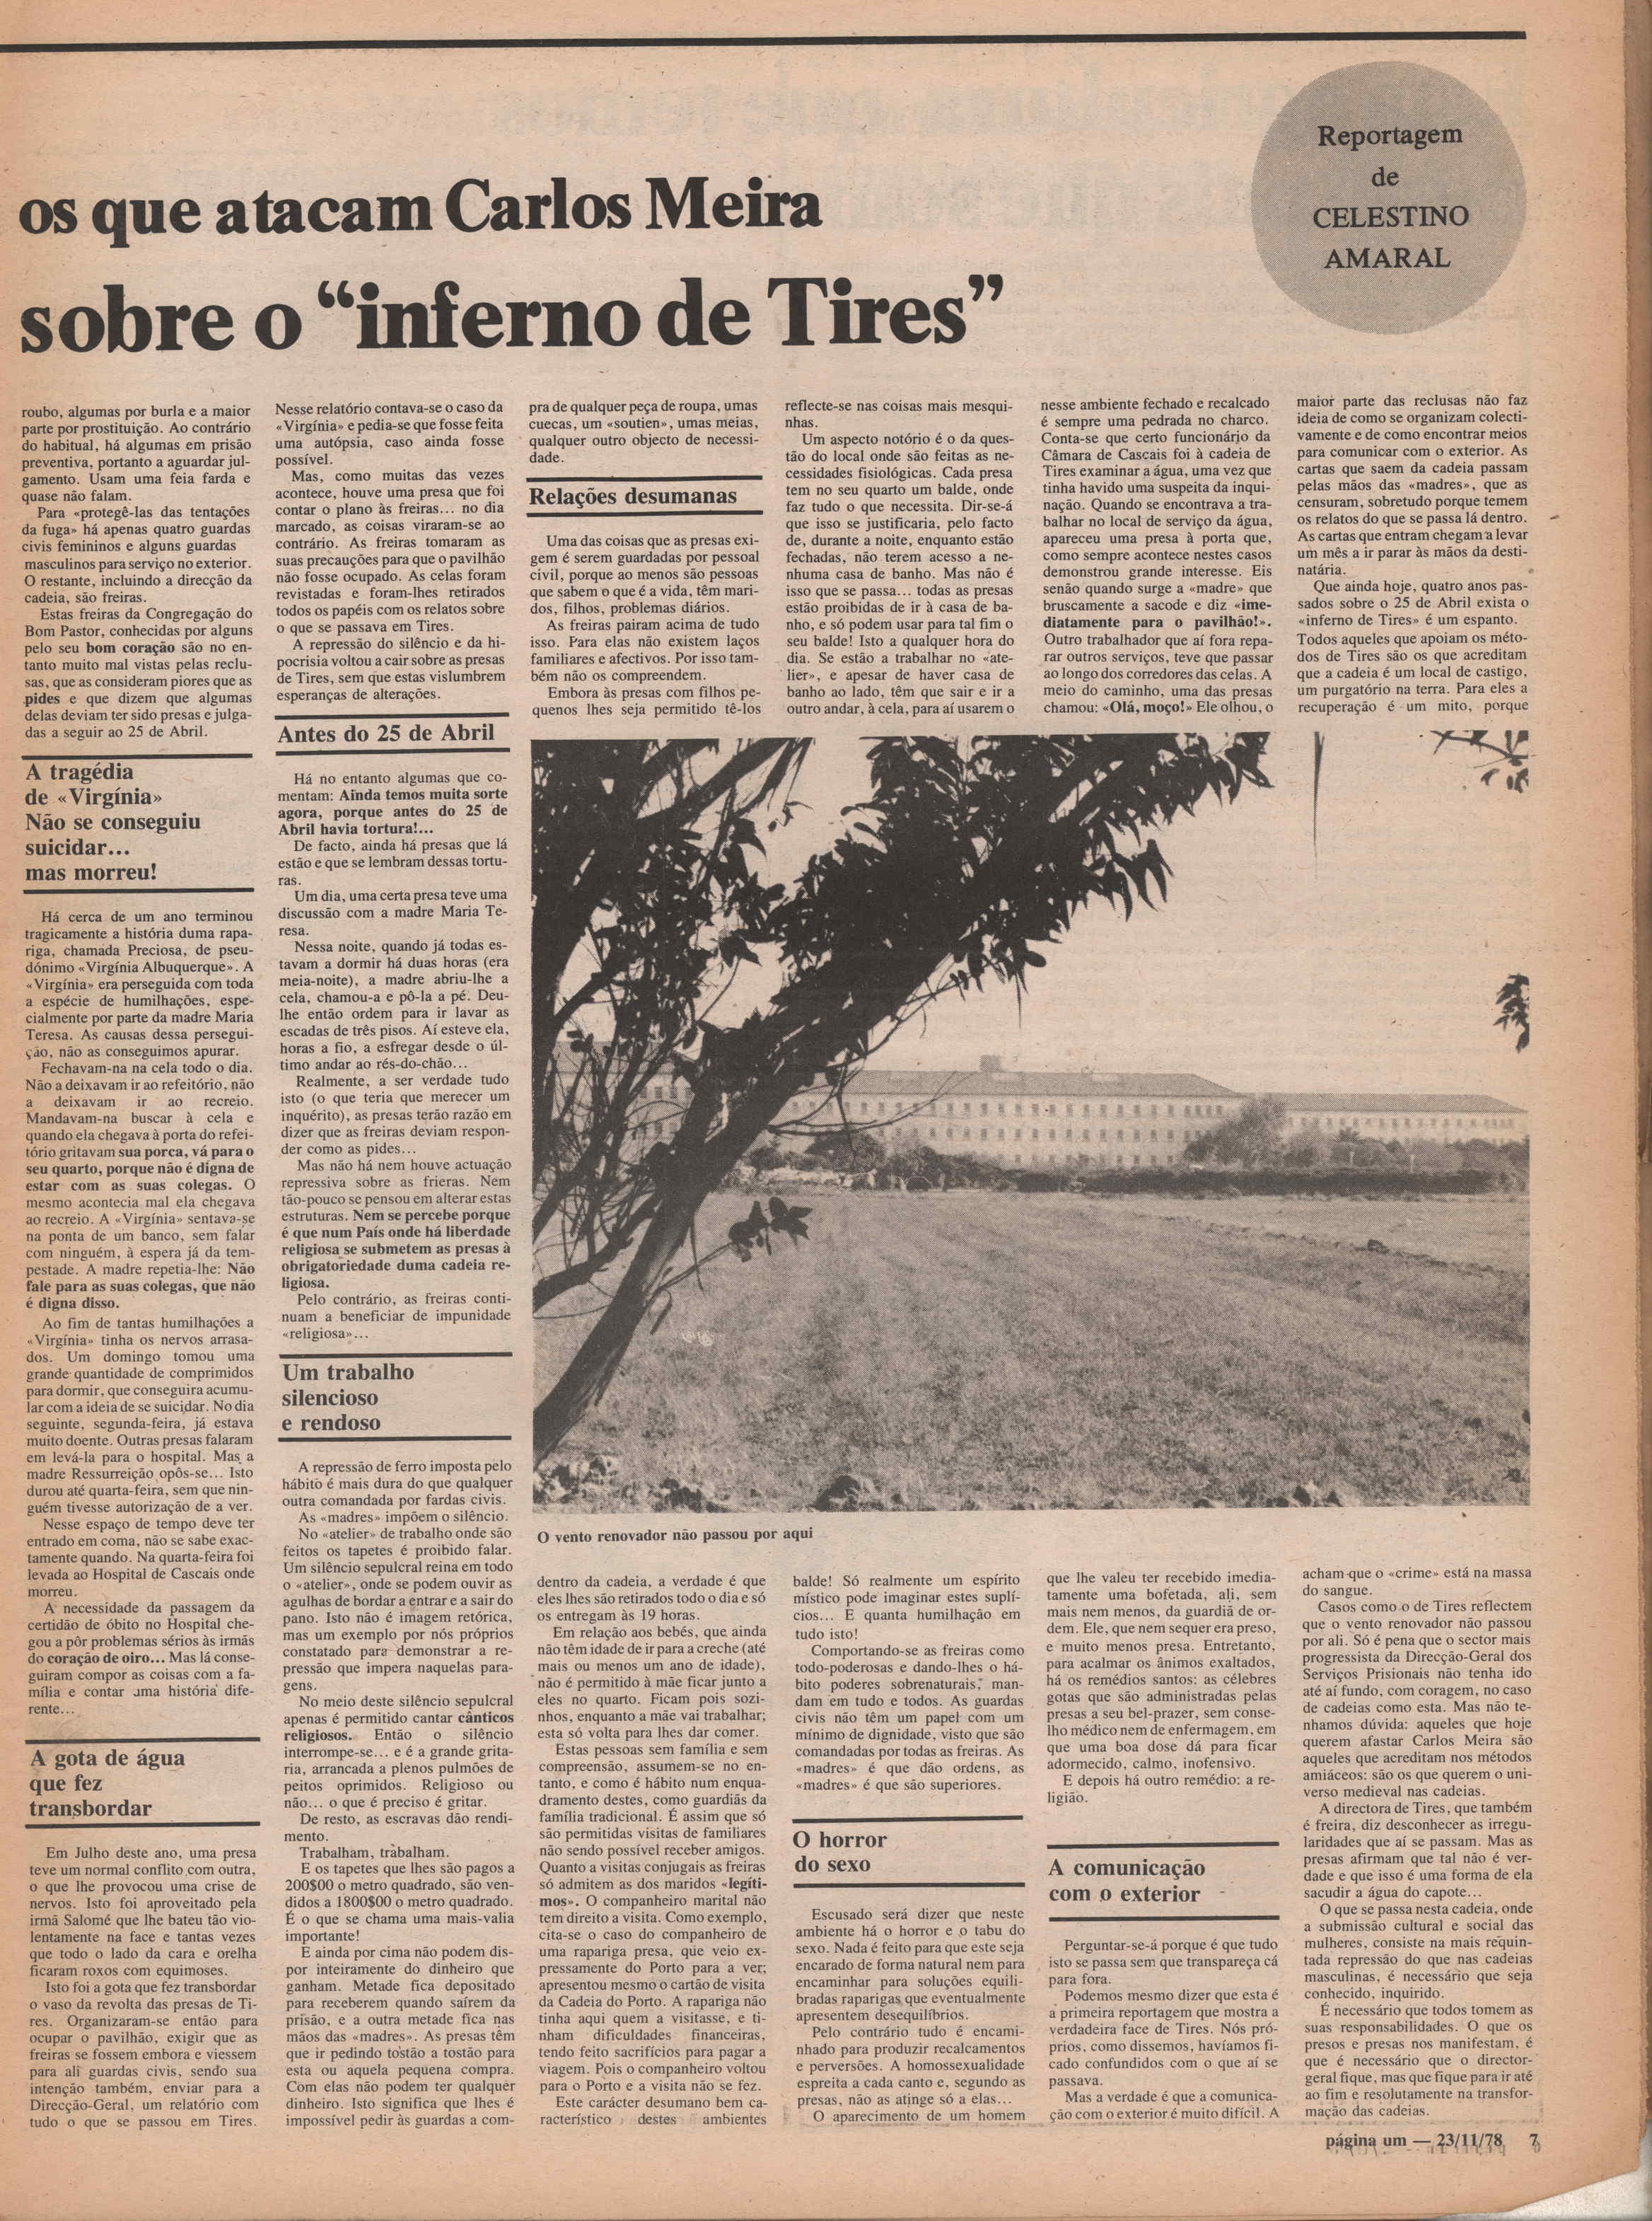 os que atacam Carlos Meira
sobre o “inferno de Tires”
Reportagem
de
CELESTINO
AMARAL
roubo, algumas por burla e a maior
parte por prostituição. Ao contrário
do habitual, há algumas em prisão
preventiva, portanto a aguardar jul-
gamento. Usam uma feia farda e
quase não falam.
Para «protegê-las das tentações
da fuga» há apenas quatro guardas
civis femininos e alguns guardas
masculinos para serviço no exterior.
O restante, incluindo a direcção da
cadeia, são freiras.
Estas freiras da Congregação do
Bom Pastor, conhecidas por alguns
pelo seu bom coração são no en-
tanto muito mal vistas pelas reclu-
sas, que as consideram piores que as
pides e que dizem que algumas
delas deviam ter sido presas e julga-
das a seguir ao 25 de Abril.
A tragédia
de «Virgínia»
Não se conseguiu
suicidar...
mas morreu!
Há cerca de um ano terminou
tragicamente a história duma rapa-
riga, chamada Preciosa, de pseu-
dónimo «Virgínia Albuquerque». A
«Virgínia» era perseguida com toda
a espécie de humilhações, espe-
cialmente por parte da madre Maria
Teresa. As causas dessa persegui-
ção, não as conseguimos apurar.
Fechavam-na na cela todo o dia.
Não a deixavam ir ao refeitório, não
a deixavam ir ao recreio.
Mandavam-na buscar à cela e
quando ela chegava à porta do refei-
tório gritavam sua porca, vá para o
seu quarto, porque não é digna de
estar com as suas colegas. O
mesmo acontecia mal ela chegava
ao recreio. A «Virgínia» sentava-se
na ponta de um banco, sem falar
com ninguém, à espera já da tem-
pestade. A madre repetia-lhe: Não
fale para as suas colegas, que não
é digna disso.
Ao fim de tantas humilhações a
«Virgínia» tinha os nervos arrasa-
dos. Um domingo tomou uma
grande quantidade de comprimidos
para dormir, que conseguira acumu-
lar com a ideia de se suicidar. No dia
seguinte, segunda-feira, já estava
muito doente. Outras presas falaram
em levá-la para o hospital. Mas a
madre Ressurreição opôs-se... Isto
durou até quarta-feira, sem que nin-
guém tivesse autorização de a ver.
Nesse espaço de tempo deve ter
entrado em coma, não se sabe exac-
tamente quando. Na quarta-feira foi
levada ao Hospital de Cascais onde
morreu.
A necessidade da passagem da
certidão de óbito no Hospital che-
gou a pôr problemas sérios às irmãs
do coração de oiro... Mas lá conse-
guiram compor as coisas com a fa-
mília e contar uma história dife-
rente...
A gota de água
que fez
transbordar
Em Julho deste ano, uma presa
teve um normal conflito com outra,
o que lhe provocou uma crise de
nervos. Isto foi aproveitado pela
irmã Salomé que lhe bateu tão vio-
lentamente na face e tantas vezes
que todo o lado da cara e orelha
ficaram roxos com equimoses.
Isto foi a gota que fez transbordar
o vaso da revolta das presas de Ti-
res. Organizaram-se então para
ocupar o pavilhão, exigir que as
freiras se fossem embora e viessem
para ali guardas civis, sendo sua
intenção também, enviar para a
Direcção-Geral, um relatório com
tudo o que se passou em Tires.
Nesse relatório contava-se o caso da
«Virgínia» e pedia-se que fosse feita
uma autópsia, caso ainda fosse
possível.
Mas, como muitas das vezes
acontece, houve uma presa que foi
contar o plano às freiras... no dia
marcado, as coisas viraram-se ao
contrário. As freiras tomaram as
suas precauções para que o pavilhão
não fosse ocupado. As celas foram
revistadas e foram-lhes retirados
todos os papéis com os relatos sobre
o que se passava em Tires.
A repressão do silêncio e da hi-
pocrisia voltou a cair sobre as presas
de Tires, sem que estas vislumbrem
esperanças de alterações.
Antes do 25 de Abril
Há no entanto algumas que co-
mentam: Ainda temos muita sorte
agora, porque antes do 25 de
Abril havia tortura!...
De facto, ainda há presas que lá
estão e que se lembram dessas tortu-
ras.
Um dia, uma certa presa teve uma
discussão com a madre Maria Te-
resa.
Nessa noite, quando já todas es-
tavam a dormir há duas horas (era
meia-noite), a madre abriu-lhe a
cela, chamou-a e pô-la a pé. Deu-
lhe então ordem para ir lavar as
escadas de três pisos. Aí esteve ela,
horas a fio, a esfregar desde o úl-
timo andar ao rés-do-chão...
Realmente, a ser verdade tudo
isto (o que teria que merecer um
inquérito), as presas terão razão em
dizer que as freiras deviam respon-
der como as pides...
Mas não há nem houve actuação
repressiva sobre as frieras. Nem
tão-pouco se pensou em alterar estas
estruturas. Nem se percebe porque
é que num País onde há liberdade
religiosa se submetem as presas à
obrigatoriedade duma cadeia re-
ligiosa.
Pelo contrário, as freiras conti-
nuam a beneficiar de impunidade
«religiosa»...
Um trabalho
silencioso
e rendoso
A repressão de ferro imposta pelo
hábito é mais dura do que qualquer
outra comandada por fardas civis.
As «madres» impõem o silêncio.
No «atelier» de trabalho onde são
feitos os tapetes é proibido falar.
Um silêncio sepulcral reina em todo
o «atelier», onde se podem ouvir as
agulhas de bordar a entrar e a sair do
pano. Isto não é imagem retórica,
mas um exemplo por nós próprios
constatado para demonstrar a re-
pressão que impera naquelas para-
gens.
No meio deste silêncio sepulcral
apenas é permitido cantar cânticos
religiosos. Então o silêncio
interrompe-se... e é a grande grita-
ria, arrancada a plenos pulmões de
peitos oprimidos. Religioso ou
não... o que é preciso é gritar.
De resto, as escravas dão rendi-
mento.
Trabalham, trabalham.
E os tapetes que lhes são pagos a
200$00 o metro quadrado, são ven-
didos a 1800$00 o metro quadrado.
É o que se chama uma mais-valia
importante!
E ainda por cima não podem dis-
por inteiramente do dinheiro que
ganham. Metade fica depositado
para receberem quando saírem da
prisão, e a outra metade fica nas
mãos das «madres». As presas têm
que ir pedindo tostão a tostão para
esta ou aquela pequena compra.
Com elas não podem ter qualquer
dinheiro. Isto significa que lhes é
impossível pedir às guardas a com-
pra de qualquer peça de roupa, umas
cuecas, um «soutien», umas meias,
qualquer outro objecto de necessi-
dade.
Relações desumanas
Uma das coisas que as presas exi-
gem é serem guardadas por pessoal
civil, porque ao menos são pessoas
que sabem o que é a vida, têm mari-
dos, filhos, problemas diários.
As freiras pairam acima de tudo
isso. Para elas não existem laços
familiares e afectivos. Por isso tam-
bém não os compreendem.
Embora às presas com filhos pe-
quenos lhes seja permitido tê-los
dentro da cadeia, a verdade é que
eles lhes são retirados todo o dia e só
os entregam às 19 horas.
Em relação aos bebés, que ainda
não têm idade de ir para a creche (até
mais ou menos um ano de idade),
não é permitido à mãe ficar junto a
eles no quarto. Ficam pois sozi-
nhos, enquanto a mãe vai trabalhar;
esta só volta para lhes dar comer.
Estas pessoas sem família e sem
compreensão, assumem-se no en-
tanto, e como é hábito num enqua-
dramento destes, como guardiãs da
família tradicional. É assim que só
são permitidas visitas de familiares
não sendo possível receber amigos.
Quanto a visitas conjugais as freiras
só admitem as dos maridos «legíti-
mos». O companheiro marital não
tem direito a visita. Como exemplo,
cita-se o caso do companheiro de
uma rapariga presa, que veio ex-
pressamente do Porto para a ver;
apresentou mesmo o cartão de visita
da Cadeia do Porto. A rapariga não
tinha aqui quem a visitasse, e ti-
nham dificuldades financeiras,
tendo feito sacrifícios para pagar a
viagem. Pois o companheiro voltou
para o Porto e a visita não se fez.
Este carácter desumano bem ca-
racterístico destes ambientes
reflecte-se nas coisas mais mesqui-
nhas.
Um aspecto notório é o da ques-
tão do local onde são feitas as ne-
cessidades fisiológicas. Cada presa
tem no seu quarto um balde, onde
faz tudo o que necessita. Dir-se-á
que isso se justificaria, pelo facto
de, durante a noite, enquanto estão
fechadas, não terem acesso a ne-
nhuma casa de banho. Mas não é
isso que se passa... todas as presas
estão proibidas de ir à casa de ba-
nho, e só podem usar para tal fim o
seu balde! Isto a qualquer hora do
dia. Se estão a trabalhar no «ate-
lier», e apesar de haver casa de
banho ao lado, têm que sair e ir a
outro andar, à cela, para aí usarem o
balde! Só realmente um espírito
místico pode imaginar estes suplí-
cios... E quanta humilhação em
tudo isto!
Comportando-se as freiras como
todo-poderosas e dando-lhes o há-
bito poderes sobrenaturais, man-
dam em tudo e todos. As guardas
civis não têm um papel com um
mínimo de dignidade, visto que são
comandadas por todas as freiras. As
«madres» é que dão ordens, as
«madres» é que são superiores.
O horror
do sexo
Escusado será dizer que neste
ambiente há o horror e o tabu do
sexo. Nada é feito para que este seja
encarado de forma natural nem para
encaminhar para soluções equili-
bradas raparigas que eventualmente
apresentem desequilíbrios.
Pelo contrário tudo é encami-
nhado para produzir recalcamentos
e perversões. A homossexualidade
espreita a cada canto e, segundo as
presas, não as atinge só a elas...
O aparecimento de um homem
nesse ambiente fechado e recalcado
é sempre uma pedrada no charco.
Conta-se que certo funcionário da
Câmara de Cascais foi à cadeia de
Tires examinar a água, uma vez que
tinha havido uma suspeita da inqui-
nação. Quando se encontrava a tra-
balhar no local de serviço da água,
apareceu uma presa à porta que,
como sempre acontece nestes casos
demonstrou grande interesse. Eis
senão quando surge a «madre» que
bruscamente a sacode e diz «ime-
diatamente para o pavilhão!».
Outro trabalhador que aí fora repa-
rar outros serviços, teve que passar
ao longo dos corredores das celas. A
meio do caminho, uma das presas
chamou: «Olá, moço!» Ele olhou, o
que lhe valeu ter recebido imedia-
tamente uma bofetada, ali, sem
mais nem menos, da guardiã de or-
dem. Ele, que nem sequer era preso,
e muito menos presa. Entretanto,
para acalmar os ânimos exaltados,
há os remédios santos: as célebres
gotas que são administradas pelas
presas a seu bel-prazer, sem conse-
lho médico nem de enfermagem, em
que uma boa dose dá para ficar
adormecido, calmo, inofensivo.
E depois há outro remédio: a re-
ligião.
A comunicação
com o exterior
Perguntar-se-á porque é que tudo
isto se passa sem que transpareça cá
para fora.
Podemos mesmo dizer que esta é
a primeira reportagem que mostra a
verdadeira face de Tires. Nós pró-
prios, como dissemos, havíamos fi-
cado confundidos com o que aí se
passava.
Mas a verdade é que a comunica-
ção com o exterior é muito difícil. A
maior parte das reclusas não faz
ideia de como se organizam colecti-
vamente e de como encontrar meios
para comunicar com o exterior. As
cartas que saem da cadeia passam
pelas mãos das «madres», que as
censuram, sobretudo porque temem
os relatos do que se passa lá dentro.
As cartas que entram chegam a levar
um mês a ir parar às mãos da desti-
natária.
Que ainda hoje, quatro anos pas-
sados sobre o 25 de Abril exista o
«inferno de Tires» é um espanto.
Todos aqueles que apoiam os méto-
dos de Tires são os que acreditam
que a cadeia é um local de castigo,
um purgatório na terra. Para eles a
recuperação é um mito, porque
acham que o «crime» está na massa
do sangue.
Casos como o de Tires reflectem
que o vento renovador não passou
por ali. Só é pena que o sector mais
progressista da Direcção-Geral dos
Serviços Prisionais não tenha ido
até aí fundo, com coragem, no caso
de cadeias como esta. Mas não te-
nhamos dúvida: aqueles que hoje
querem afastar Carlos Meira são
aqueles que acreditam nos métodos
amiáceos: são os que querem o uni-
verso medieval nas cadeias.
A directora de Tires, que também
é freira, diz desconhecer as irregu-
laridades que aí se passam. Mas as
presas afirmam que tal não é ver-
dade e que isso é uma forma de ela
sacudir a água do capote...
O que se passa nesta cadeia, onde
a submissão cultural e social das
mulheres, consiste na mais requin-
tada repressão do que nas cadeias
masculinas, é necessário que seja
conhecido, inquirido.
É necessário que todos tomem as
suas responsabilidades. O que os
presos e presas nos manifestam, é
que é necessário que o director-
geral fique, mas que fique para ir até
ao fim e resolutamente na transfor-
mação das cadeias.
O vento renovador não passou por aqui
página um — 23/11/78 7